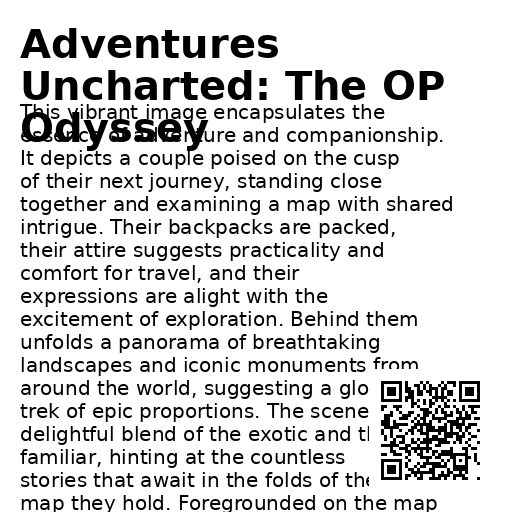 Adventures
Uncharted: The OP
Odyssey
This vibrant image encapsulates the
essence of adventure and companionship.
It depicts a couple poised on the cusp
of their next journey, standing close
together and examining a map with shared
intrigue. Their backpacks are packed,
their attire suggests practicality and
comfort for travel, and their
expressions are alight with the
excitement of exploration. Behind them
unfolds a panorama of breathtaking
landscapes and iconic monuments from
around the world, suggesting a glo
trek of epic proportions. The scene
delightful blend of the exotic and
familiar, hinting at the countless
stories that await in the folds of the
map they hold. Foregrounded on the map